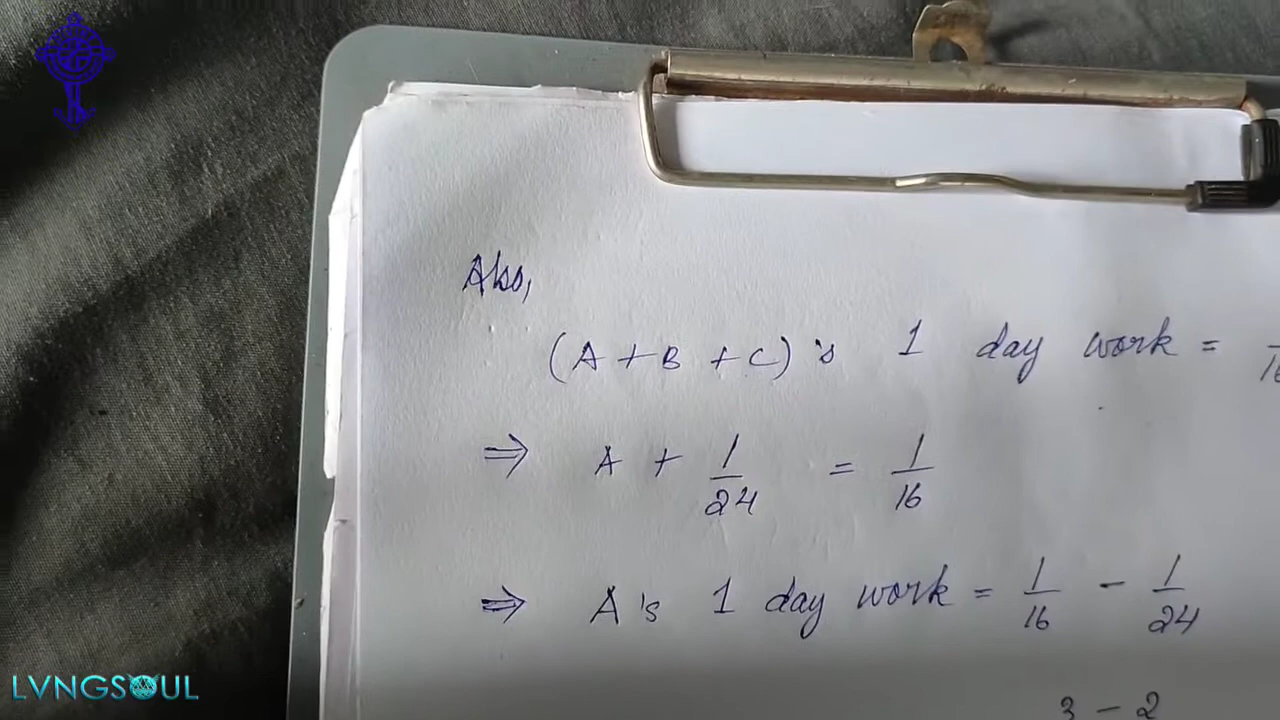 Also,
(A + B + C)'s 1 day work =
⇒ A + 1/24 = 1/16
⇒ A's 1 day work = 1/16 - 1/24
3 - 2
LVNGSOUL